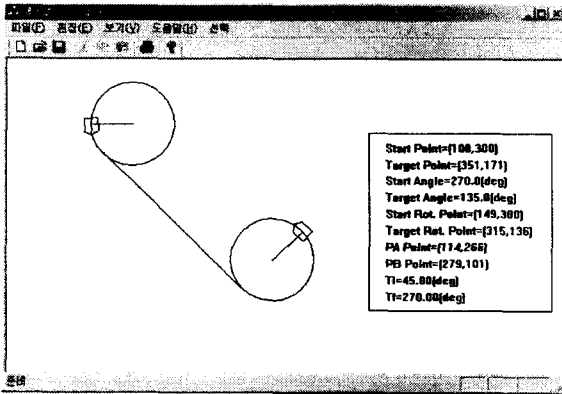 파일(F) 편집(E) 보기(V) 도움말(H) 선택
Start Point=(100,300)
Target Point=(351,171)
Start Angle=270.0(deg)
Target Angle=135.0(deg)
Start Rot. Point=(149,300)
Target Rot. Point=(315,136)
PA Point=(114,266)
PB Point=(279,101)
Ti=45.00(deg)
Tf=270.00(deg)
준비